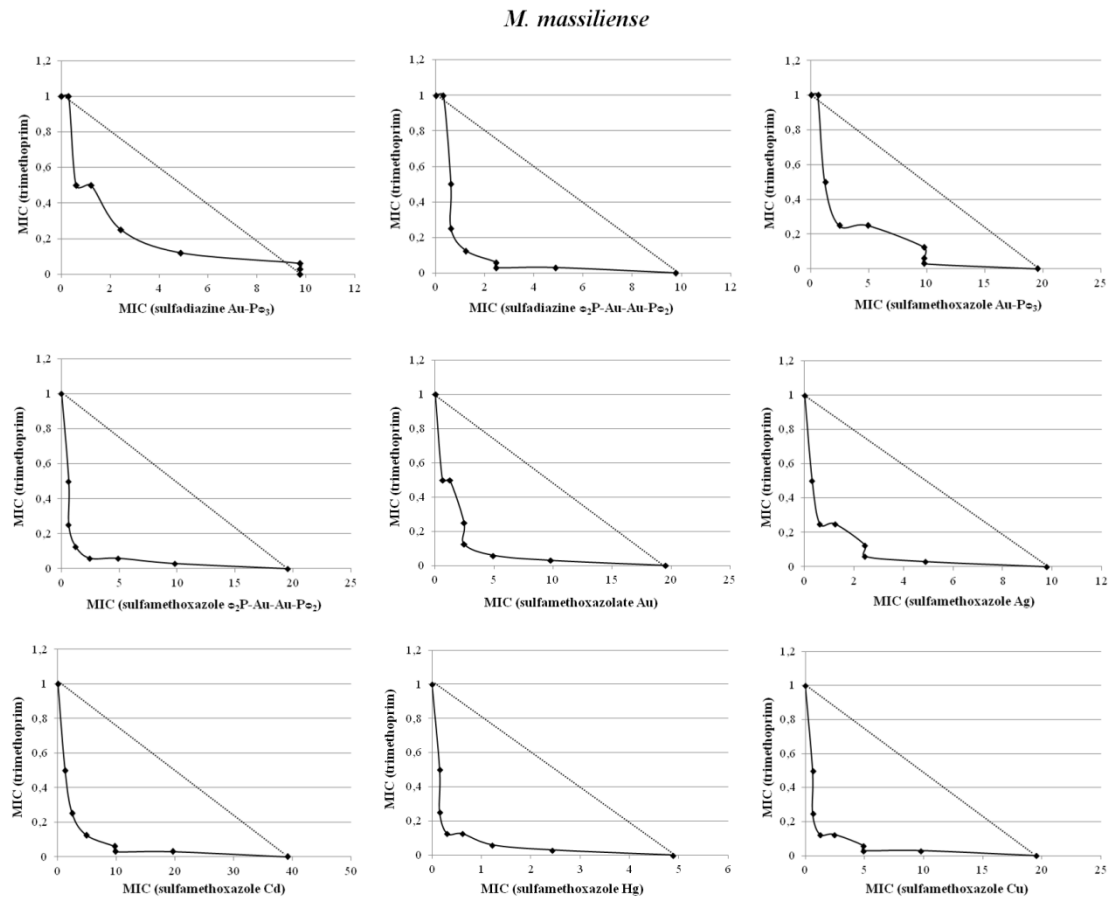 M. massiliense
MIC (trimethoprim)
1,2
1
0,8
0,6
0,4
0,2
0
0 2 4 6 8 10 12
MIC (sulfadiazine Au-PΦ₃)
MIC (trimethoprim)
1,2
1
0,8
0,6
0,4
0,2
0
0 2 4 6 8 10 12
MIC (sulfadiazine Φ₂P-Au-Au-PΦ₂)
MIC (trimethoprim)
1,2
1
0,8
0,6
0,4
0,2
0
0 5 10 15 20 25
MIC (sulfamethoxazole Au-PΦ₃)
MIC (trimethoprim)
1,2
1
0,8
0,6
0,4
0,2
0
0 5 10 15 20 25
MIC (sulfamethoxazole Φ₂P-Au-Au-PΦ₂)
MIC (trimethoprim)
1,2
1
0,8
0,6
0,4
0,2
0
0 5 10 15 20 25
MIC (sulfamethoxazolate Au)
MIC (trimethoprim)
1,2
1
0,8
0,6
0,4
0,2
0
0 2 4 6 8 10 12
MIC (sulfamethoxazole Ag)
MIC (trimethoprim)
1,2
1
0,8
0,6
0,4
0,2
0
0 10 20 30 40 50
MIC (sulfamethoxazole Cd)
MIC (trimethoprim)
1,2
1
0,8
0,6
0,4
0,2
0
0 1 2 3 4 5 6
MIC (sulfamethoxazole Hg)
MIC (trimethoprim)
1,2
1
0,8
0,6
0,4
0,2
0
0 5 10 15 20 25
MIC (sulfamethoxazole Cu)